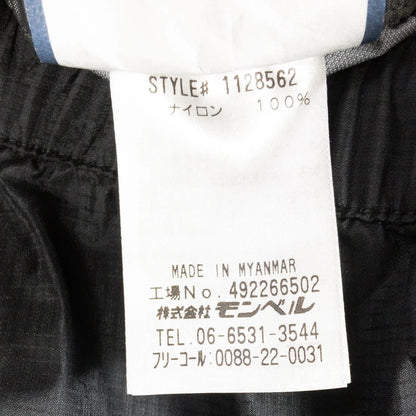 STYLE# 1128562
ナイロン 100%
MADE IN MYANMAR
工場No. 492266502
株式会社 モンベル
TEL. 06-6531-3544
フリーコール:0088-22-0031